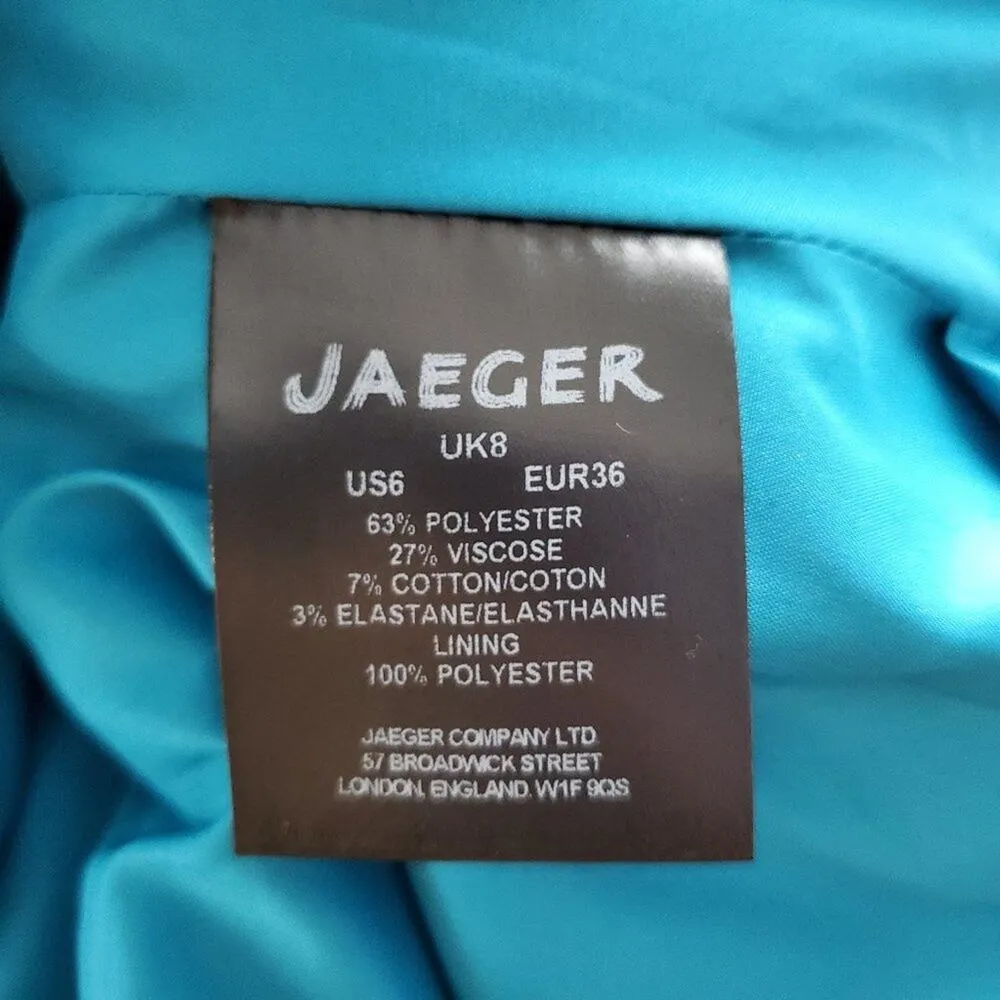 JAEGER
UK8
US6 EUR36
63% POLYESTER
27% VISCOSE
7% COTTON/COTON
3% ELASTANE/ELASTHANNE
LINING
100% POLYESTER
JAEGER COMPANY LTD
57 BROADWICK STREET
LONDON, ENGLAND. W1F 9QS